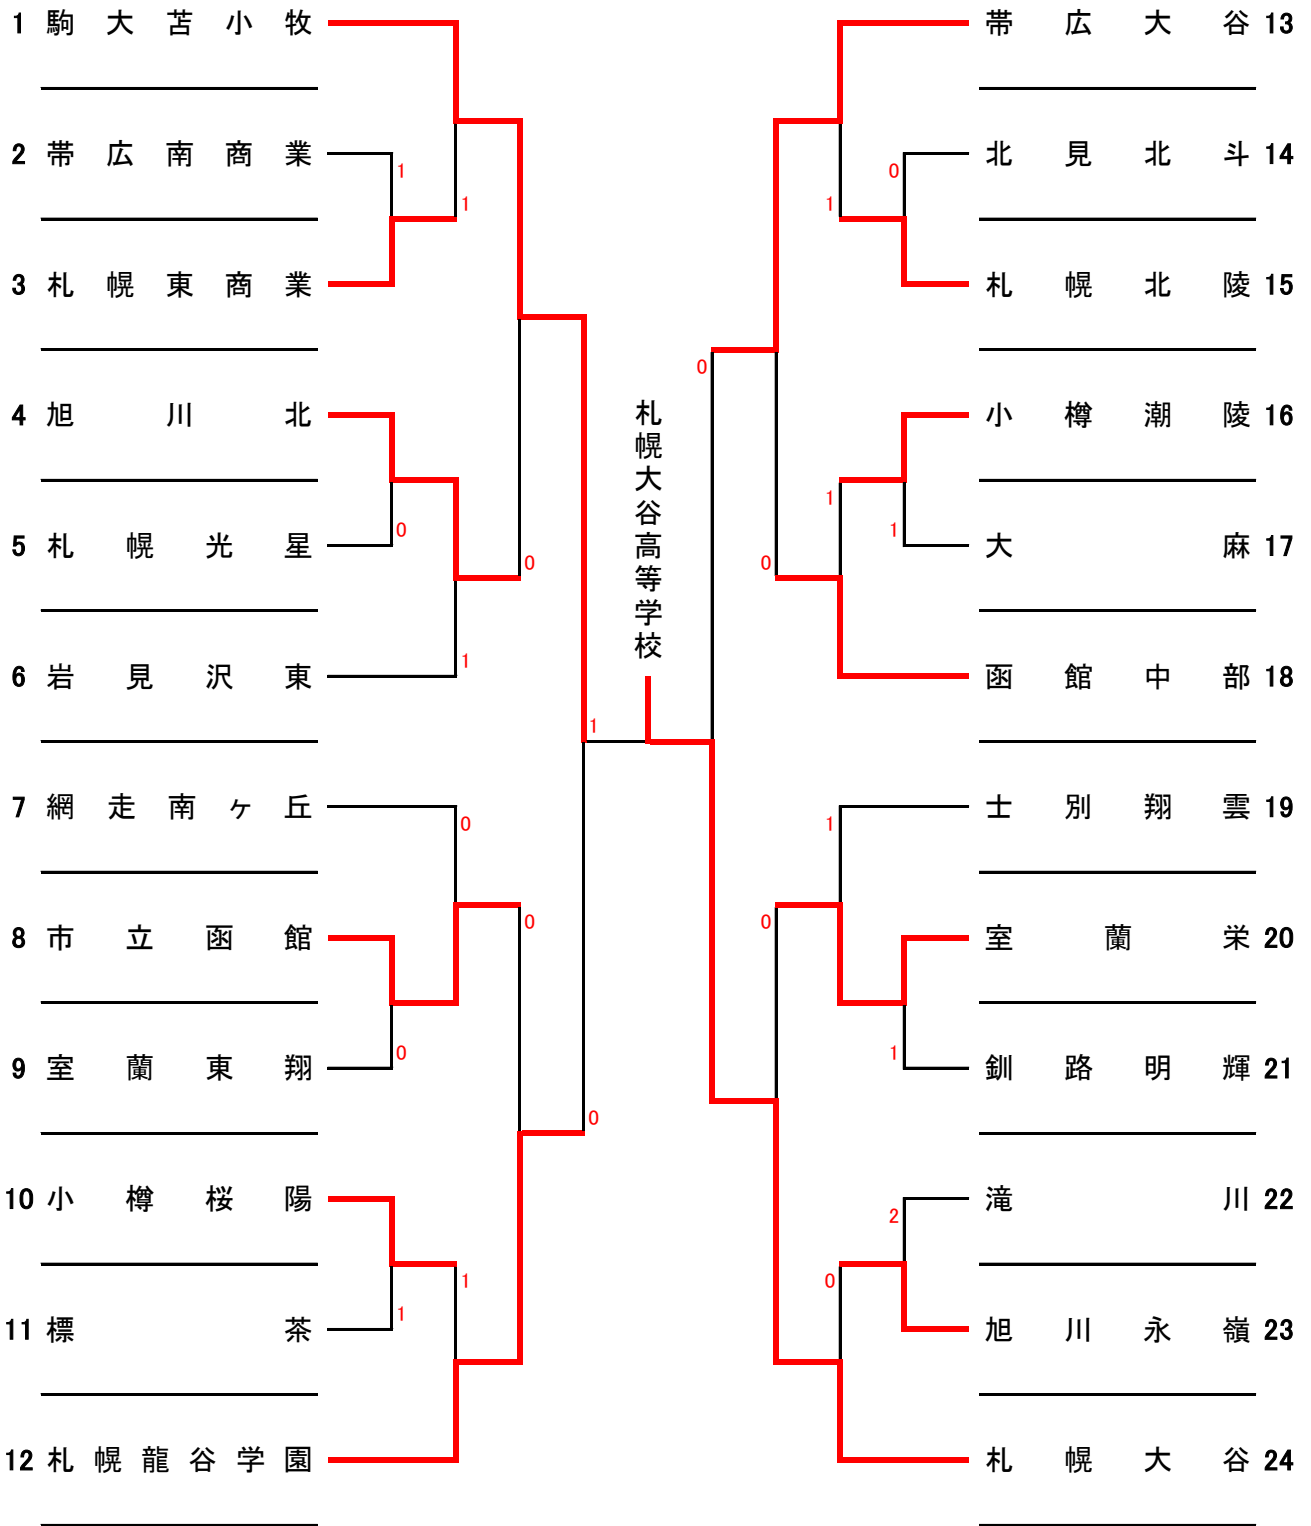 1 駒大苫小牧
2 帯広南商業
3 札幌東商業
4 旭川北
5 札幌光星
6 岩見沢東
7 網走南ヶ丘
8 市立函館
9 室蘭東翔
10 小樽桜陽
11 標茶
12 札幌龍谷学園
1
1
0
0
1
0
0
0
1
1
1
0
札幌大谷高等学校
0
0
1
1
1
0
0
1
1
2
0
帯広大谷 13
北見北斗 14
札幌北陵 15
小樽潮陵 16
大麻 17
函館中部 18
士別翔雲 19
室蘭栄 20
釧路明輝 21
滝川 22
旭川永嶺 23
札幌大谷 24